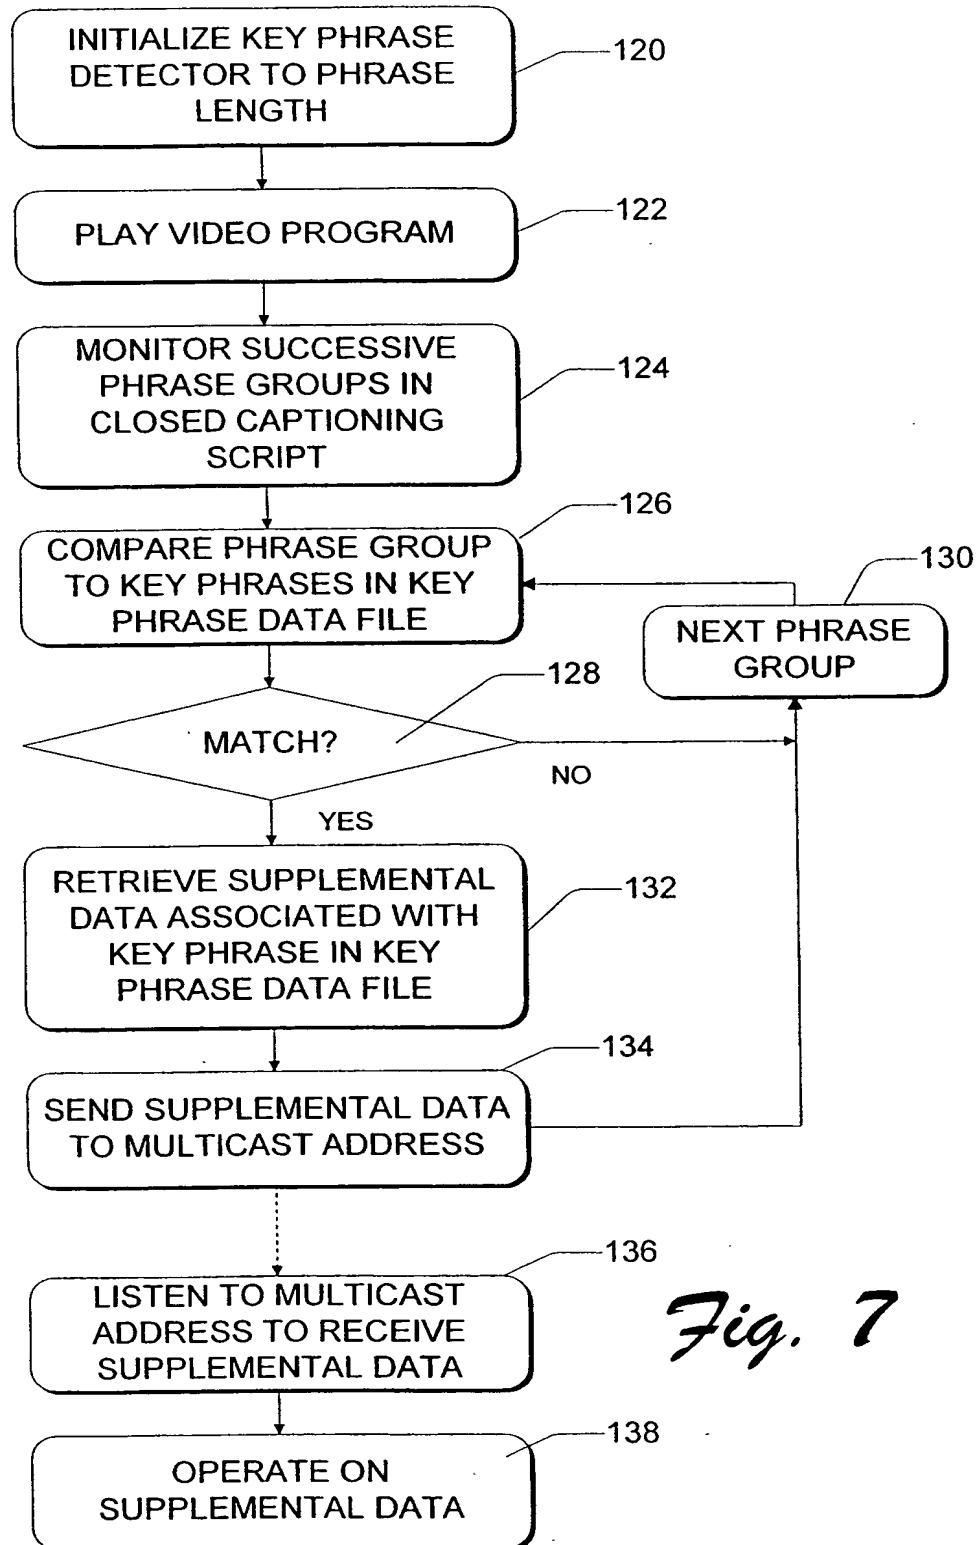 INITIALIZE KEY PHRASE
DETECTOR TO PHRASE
LENGTH
120
PLAY VIDEO PROGRAM
122
MONITOR SUCCESSIVE
PHRASE GROUPS IN
CLOSED CAPTIONING
SCRIPT
124
COMPARE PHRASE GROUP
TO KEY PHRASES IN KEY
PHRASE DATA FILE
126
NEXT PHRASE
GROUP
130
MATCH?
128
NO
YES
RETRIEVE SUPPLEMENTAL
DATA ASSOCIATED WITH
KEY PHRASE IN KEY
PHRASE DATA FILE
132
SEND SUPPLEMENTAL DATA
TO MULTICAST ADDRESS
134
LISTEN TO MULTICAST
ADDRESS TO RECEIVE
SUPPLEMENTAL DATA
136
Fig. 7
OPERATE ON
SUPPLEMENTAL DATA
138